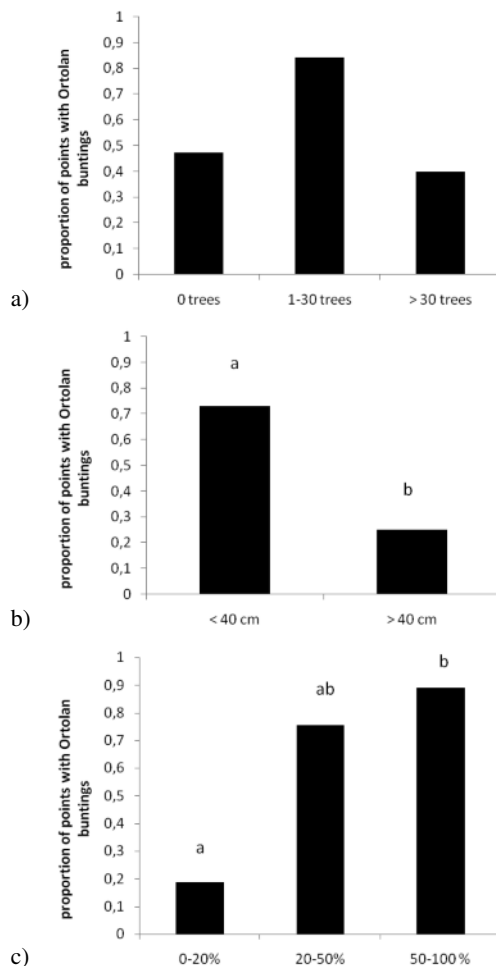 proportion of points with Ortolan
buntings
1
0,9
0,8
0,7
0,6
0,5
0,4
0,3
0,2
0,1
0
0 trees
1-30 trees
> 30 trees
a)
proportion of points with Ortolan
buntings
1
0,9
0,8
0,7
0,6
0,5
0,4
0,3
0,2
0,1
0
a
b
< 40 cm
> 40 cm
b)
proportion of points with Ortolan
buntings
1
0,9
0,8
0,7
0,6
0,5
0,4
0,3
0,2
0,1
0
a
ab
b
0-20%
20-50%
50-100%
c)